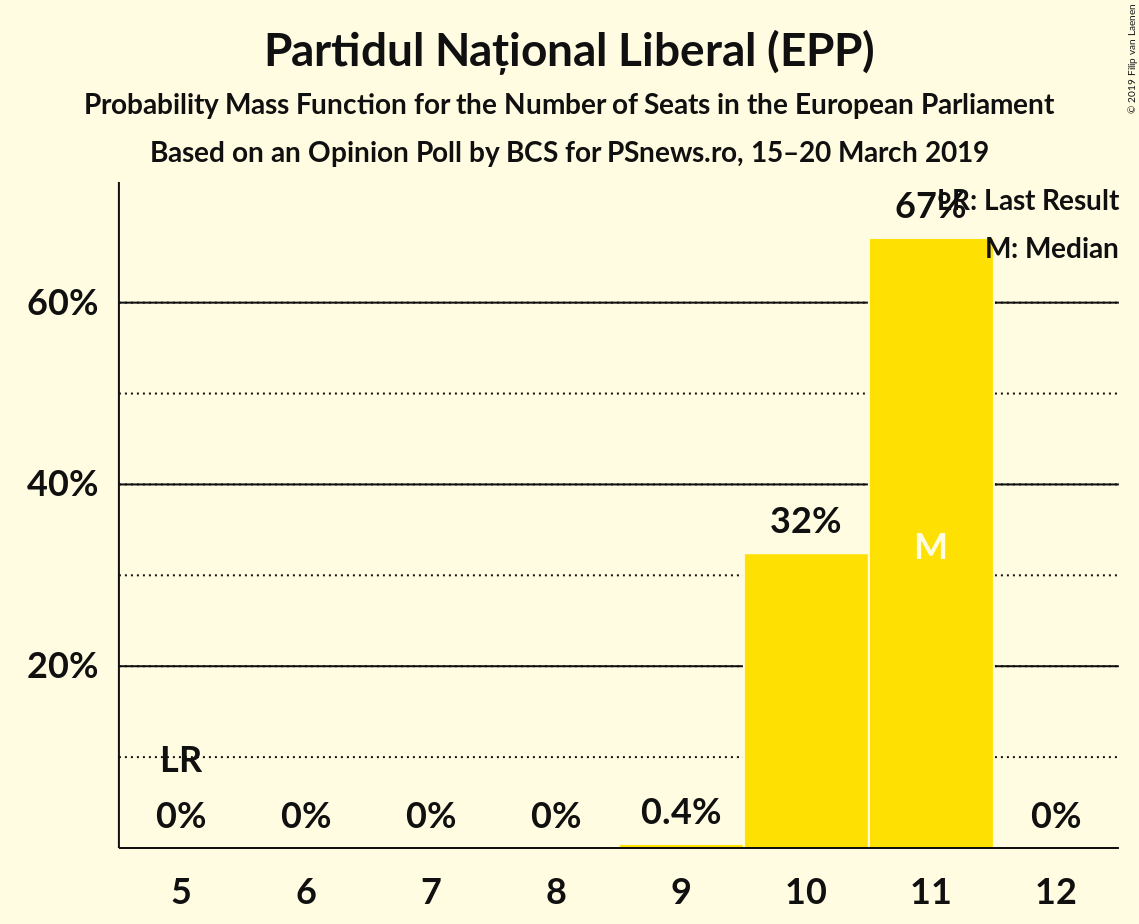 Partidul Național Liberal (EPP)
Probability Mass Function for the Number of Seats in the European Parliament
Based on an Opinion Poll by BCS for PSnews.ro, 15–20 March 2019
© 2019 Filip van Laenen
LR: Last Result
M: Median
67%
60%
40%
32%
M
20%
LR
0% 0% 0% 0% 0.4% 0%
5 6 7 8 9 10 11 12